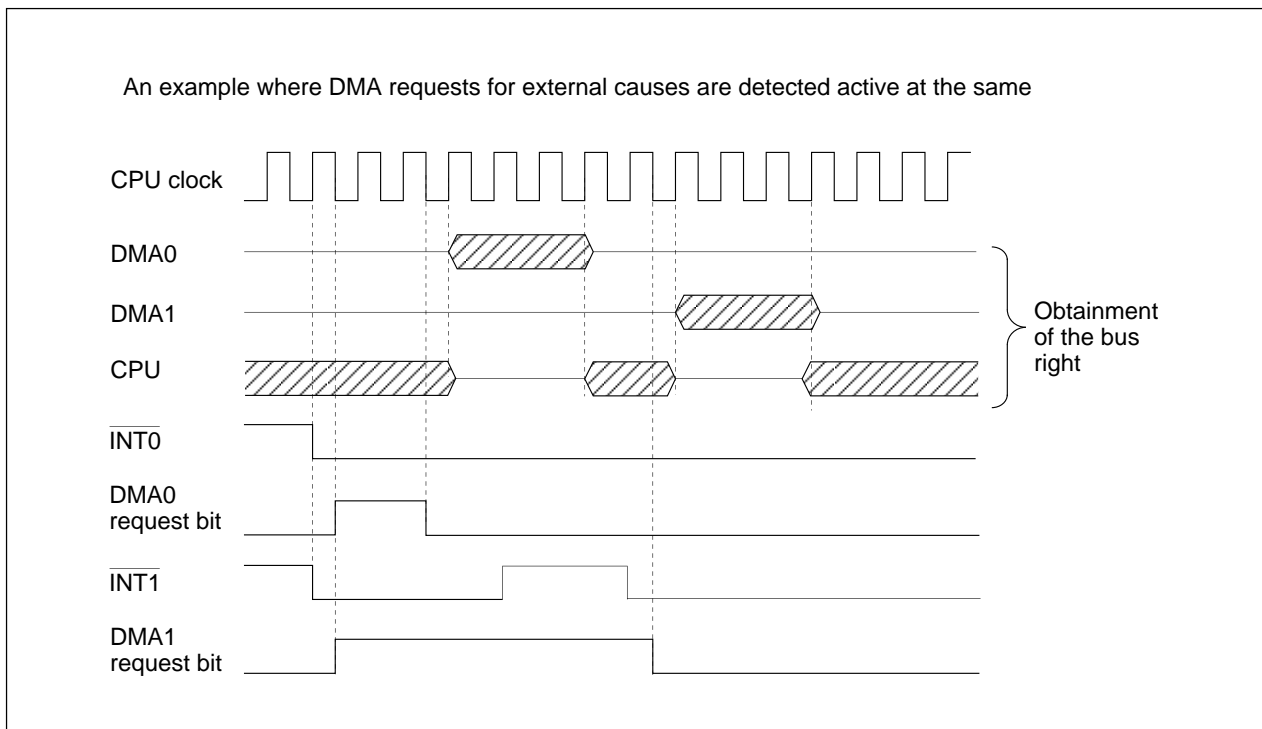 An example where DMA requests for external causes are detected active at the same
CPU clock
DMA0
DMA1
CPU
Obtainment
of the bus
right
INT0
DMA0
request bit
INT1
DMA1
request bit